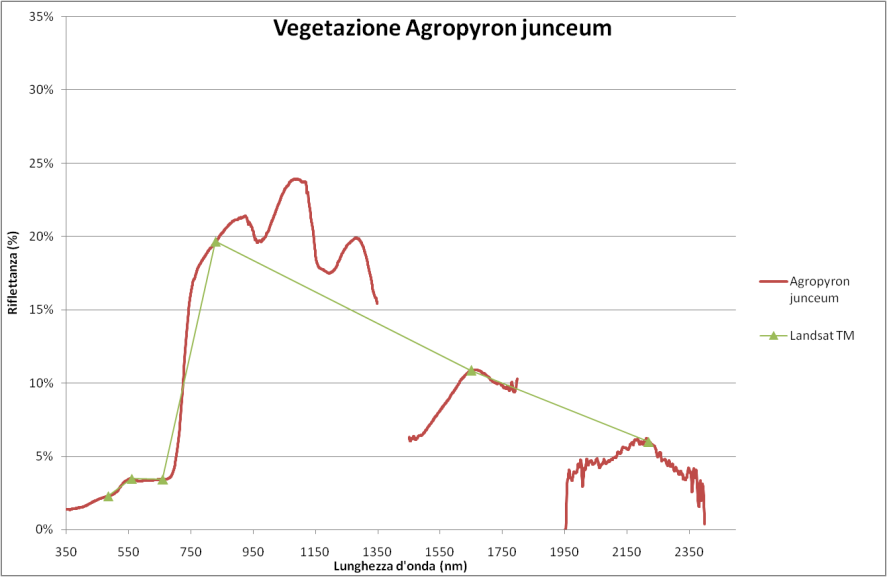 Vegetazione Agropyron junceum
35%
30%
25%
20%
15%
10%
5%
0%
Riflettanza (%)
350 550 750 950 1150 1350 1550 1750 1950 2150 2350
Lunghezza d'onda (nm)
Agropyron
junceum
Landsat TM